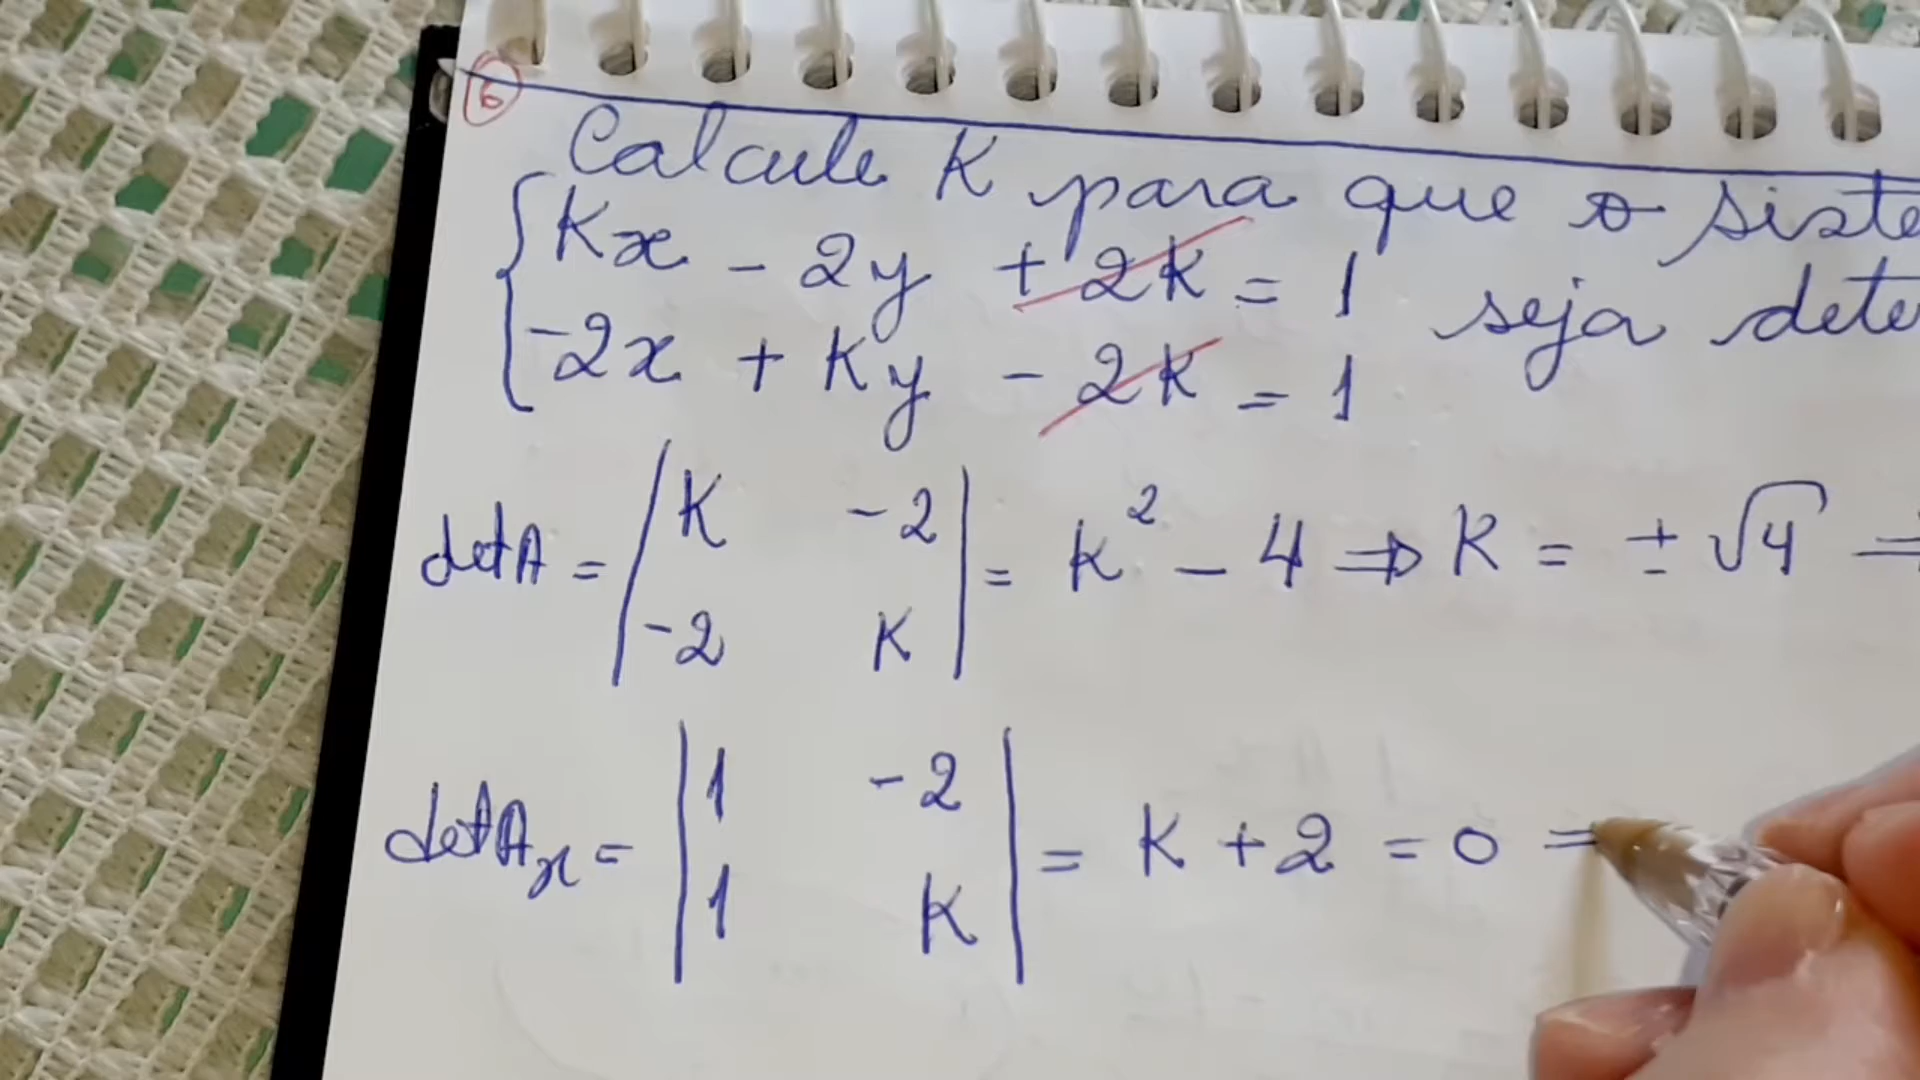 6
Calcule K para que o siste
Kx - 2y + 2K = 1
seja dete
-2x + Ky - 2K = 1
detA = | K -2 | = K² - 4 ⇒ K = ± √4 =
| -2 K |
detAx = | 1 -2 | = K + 2 = 0 =
| 1 K |